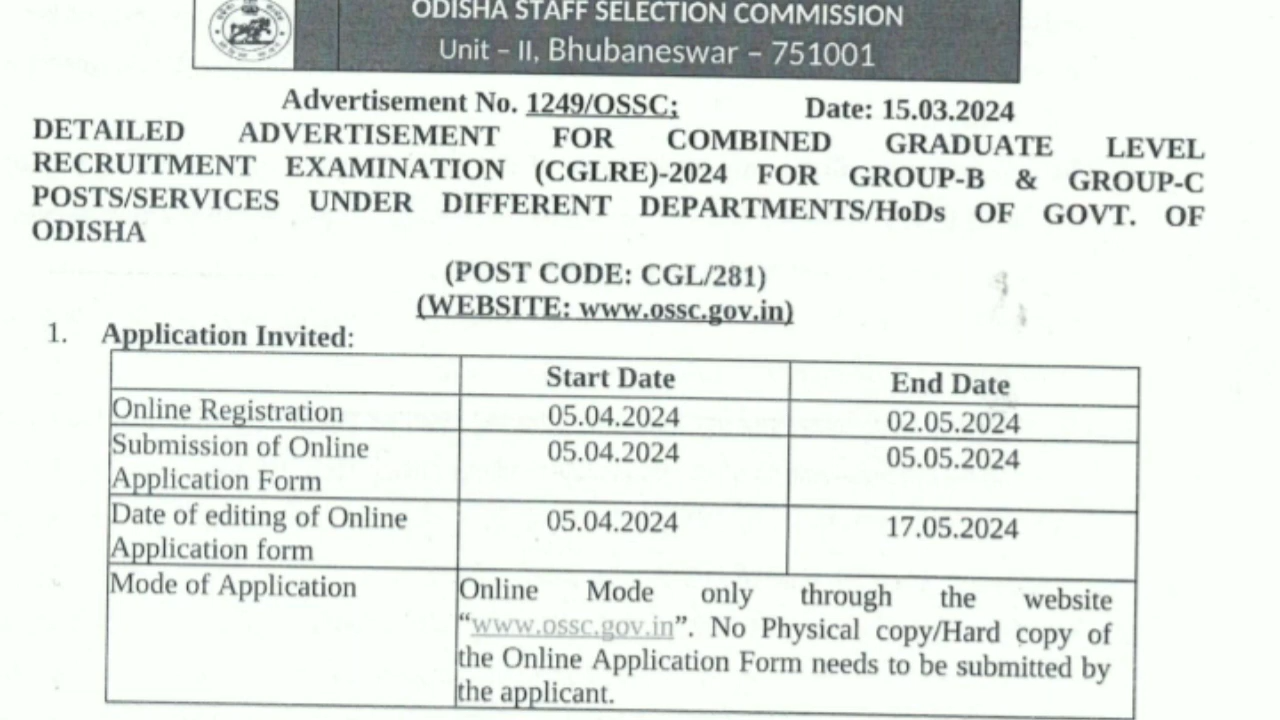 ODISHA STAFF SELECTION COMMISSION
Unit – II, Bhubaneswar – 751001
Advertisement No. 1249/OSSC; Date: 15.03.2024
DETAILED ADVERTISEMENT FOR COMBINED GRADUATE LEVEL
RECRUITMENT EXAMINATION (CGLRE)-2024 FOR GROUP-B & GROUP-C
POSTS/SERVICES UNDER DIFFERENT DEPARTMENTS/HoDs OF GOVT. OF
ODISHA
(POST CODE: CGL/281)
(WEBSITE: www.ossc.gov.in)
1. Application Invited:
Start Date End Date
Online Registration 05.04.2024 02.05.2024
Submission of Online 05.04.2024 05.05.2024
Application Form
Date of editing of Online 05.04.2024 17.05.2024
Application form
Mode of Application Online Mode only through the website
“www.ossc.gov.in”. No Physical copy/Hard copy of
the Online Application Form needs to be submitted by
the applicant.